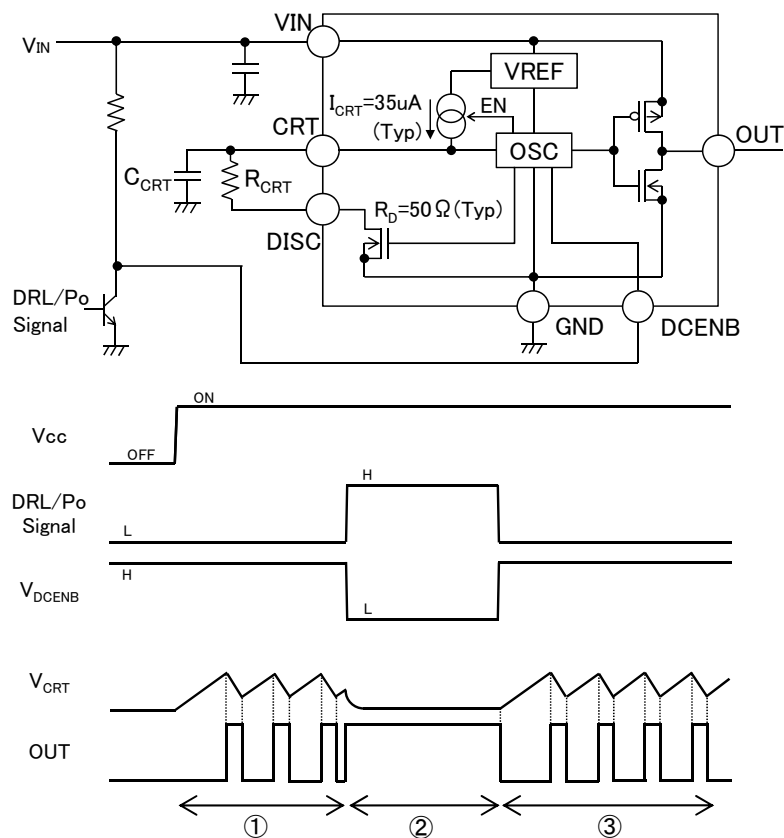 VIN
VIN
VREF
ICRT=35uA
(Typ)
EN
CRT
OSC
OUT
CCRT
RCRT
RD=50Ω(Typ)
DISC
DRL/Po
Signal
GND
DCENB
ON
Vcc
OFF
H
DRL/Po
Signal
L
H
VDCENB
L
VCRT
OUT
① ② ③